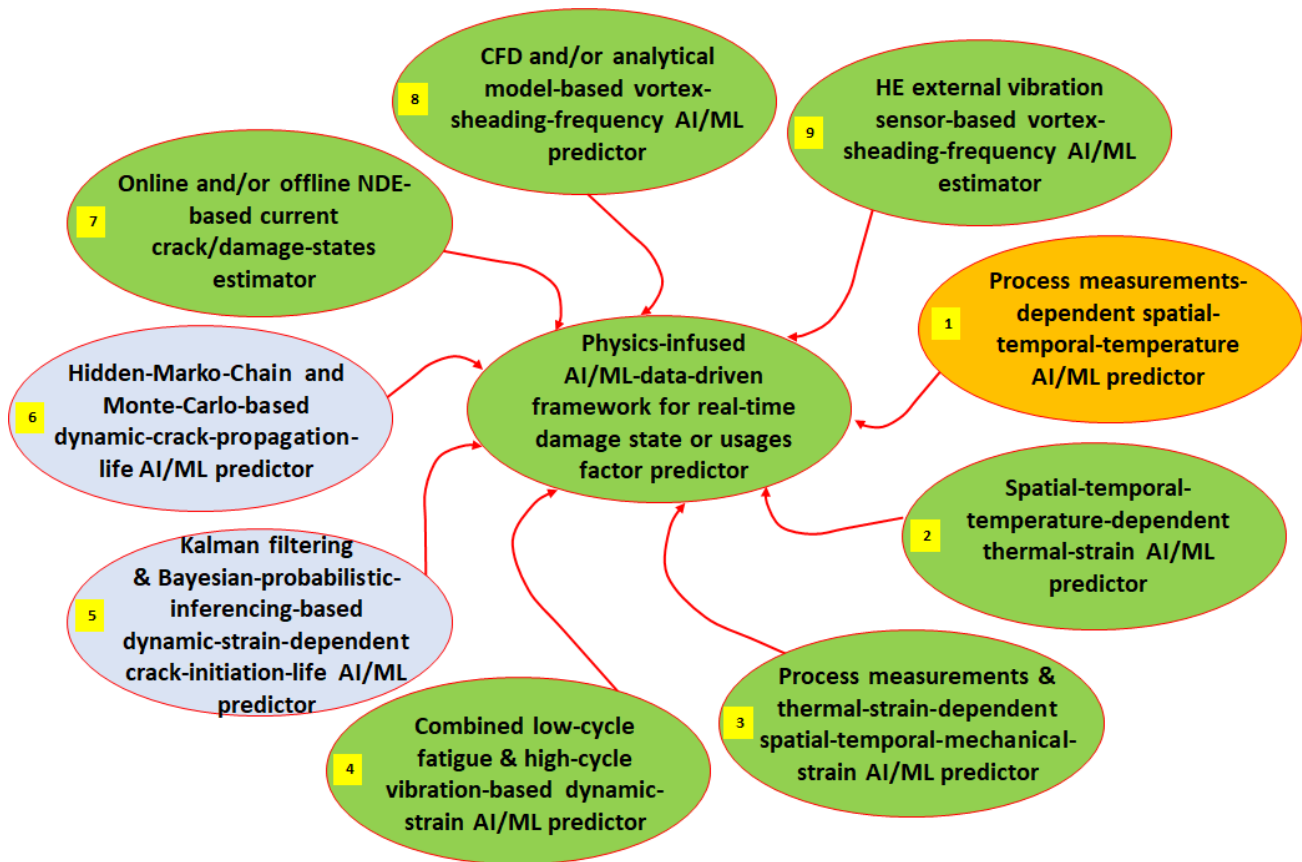 CFD and/or analytical
model-based vortex-
sheading-frequency AI/ML
predictor
8
HE external vibration
sensor-based vortex-
sheading-frequency AI/ML
estimator
9
Online and/or offline NDE-
based current
crack/damage-states
estimator
7
Process measurements-
dependent spatial-
temporal-temperature
AI/ML predictor
1
Physics-infused
AI/ML-data-driven
framework for real-time
damage state or usages
factor predictor
Hidden-Marko-Chain and
Monte-Carlo-based
dynamic-crack-propagation-
life AI/ML predictor
6
Spatial-temporal-
temperature-dependent
thermal-strain AI/ML
predictor
2
Kalman filtering
& Bayesian-probabilistic-
inferencing-based
dynamic-strain-dependent
crack-initiation-life AI/ML
predictor
5
Process measurements &
thermal-strain-dependent
spatial-temporal-mechanical-
strain AI/ML predictor
3
Combined low-cycle
fatigue & high-cycle
vibration-based dynamic-
strain AI/ML predictor
4